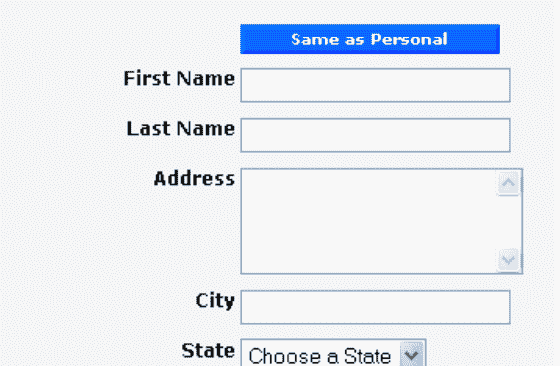 Same as Personal
First Name
Last Name
Address
City
State Choose a State